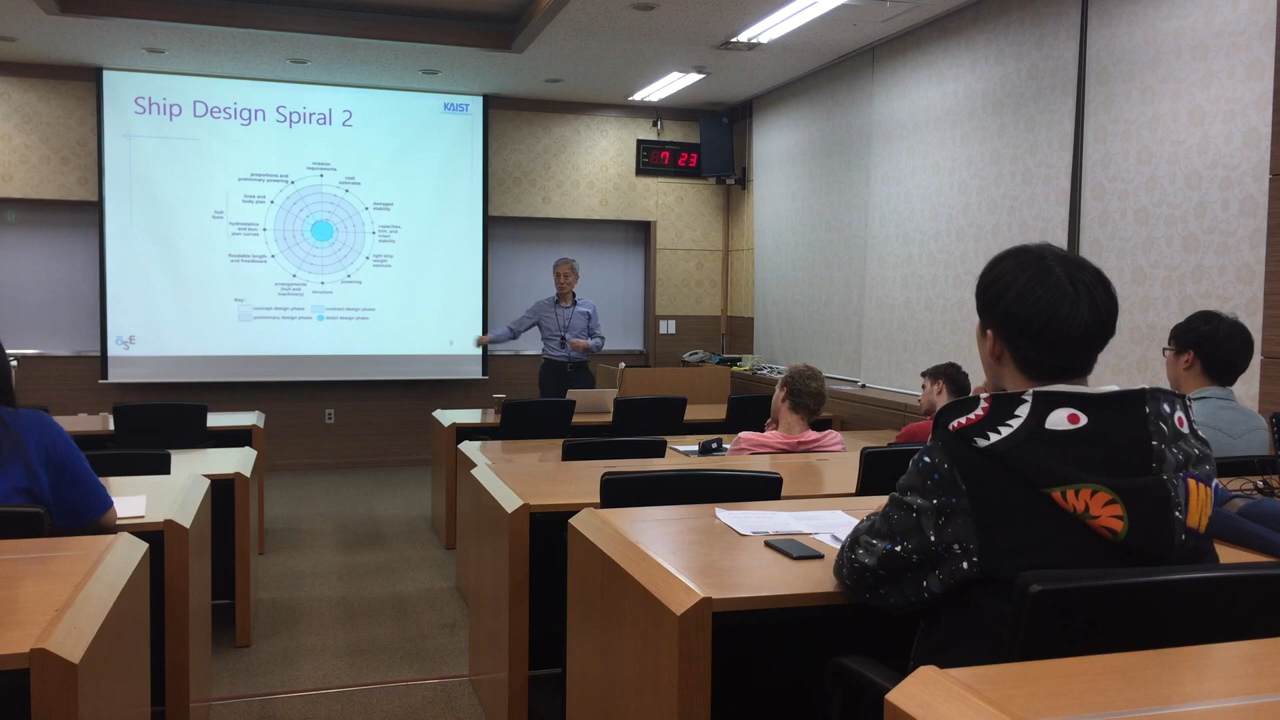 Ship Design Spiral 2
KAIST
mission
requirements
proportions and
preliminary powering
cost
estimates
lines and
body plan
damaged
stability
hull
form
hydrostatics
and bon-
jean curves
capacities,
trim, and
intact
stability
floodable length
and freeboard
light ship
weight
estimate
arrangements
(hull and
machinery)
structure
powering
Key:
concept design phase
contract design phase
preliminary design phase
detail design phase
OSE
7 23